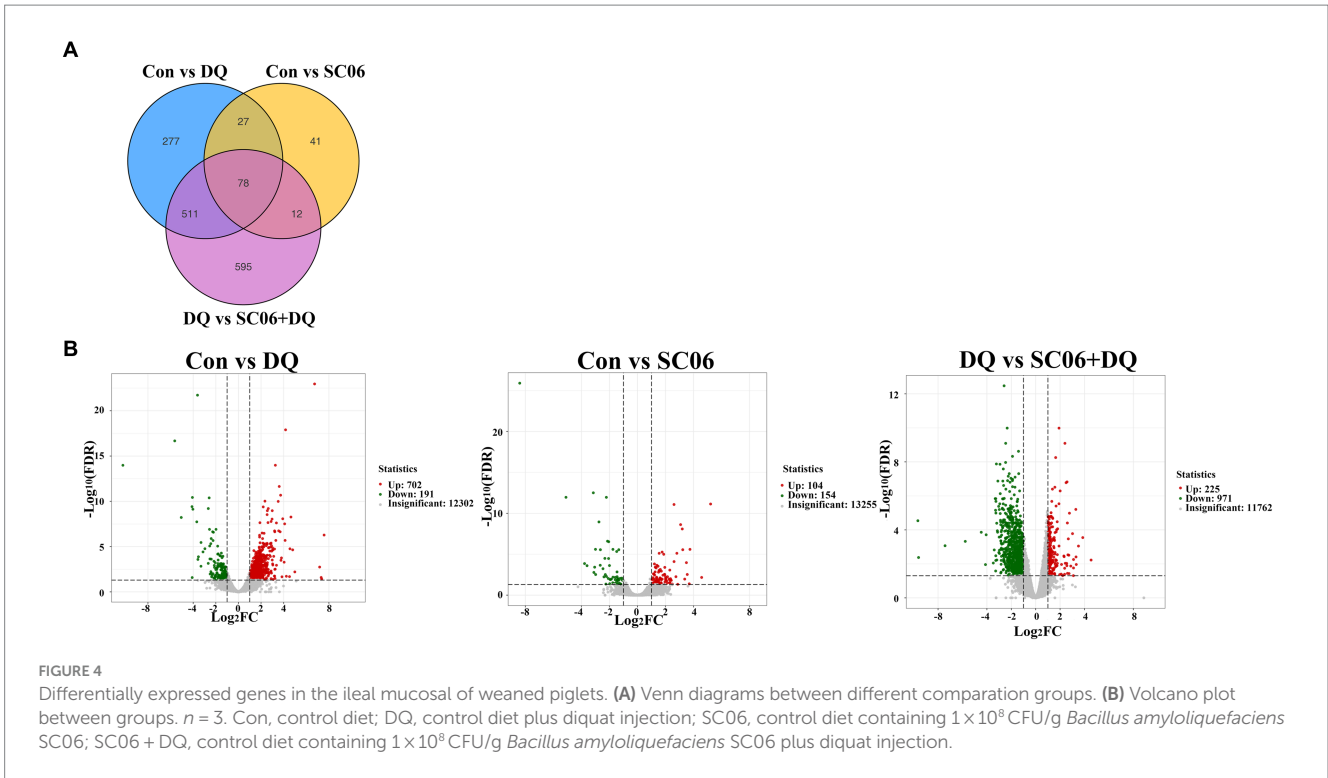 A
Con vs DQ
Con vs SC06
27
277
41
78
511
12
595
DQ vs SC06+DQ
B
Con vs DQ
-Log10(FDR)
20
15
10
5
0
-8
-4
-2
0
2
4
8
Log2FC
Statistics
Up: 702
Down: 191
Insignificant: 12302
Con vs SC06
-Log10(FDR)
20
10
0
-8
-4
-2
0
2
4
8
Log2FC
Statistics
Up: 104
Down: 154
Insignificant: 13255
DQ vs SC06+DQ
-Log10(FDR)
12
8
4
0
-8
-4
-2
0
2
4
8
Log2FC
Statistics
Up: 225
Down: 971
Insignificant: 11762
FIGURE 4
Differentially expressed genes in the ileal mucosal of weaned piglets. (A) Venn diagrams between different comparation groups. (B) Volcano plot
between groups. n = 3. Con, control diet; DQ, control diet plus diquat injection; SC06, control diet containing 1 × 10⁸ CFU/g Bacillus amyloliquefaciens
SC06; SC06 + DQ, control diet containing 1 × 10⁸ CFU/g Bacillus amyloliquefaciens SC06 plus diquat injection.